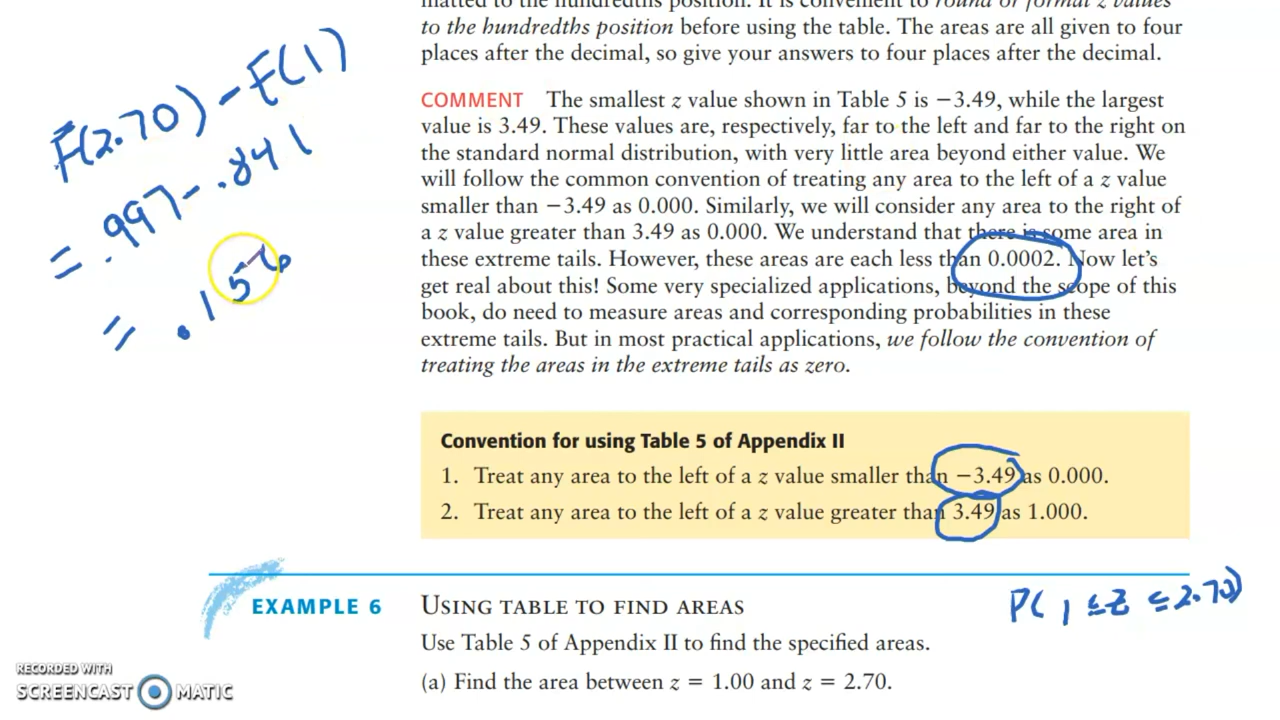 matted to the hundredths position. It is convenient to round or format z values
to the hundredths position before using the table. The areas are all given to four
places after the decimal, so give your answers to four places after the decimal.
F(2.70) - F(1)
= .997 - .841
= .156
COMMENT The smallest z value shown in Table 5 is −3.49, while the largest
value is 3.49. These values are, respectively, far to the left and far to the right on
the standard normal distribution, with very little area beyond either value. We
will follow the common convention of treating any area to the left of a z value
smaller than −3.49 as 0.000. Similarly, we will consider any area to the right of
a z value greater than 3.49 as 0.000. We understand that there is some area in
these extreme tails. However, these areas are each less than 0.0002. Now let's
get real about this! Some very specialized applications, beyond the scope of this
book, do need to measure areas and corresponding probabilities in these
extreme tails. But in most practical applications, we follow the convention of
treating the areas in the extreme tails as zero.
Convention for using Table 5 of Appendix II
1. Treat any area to the left of a z value smaller than −3.49 as 0.000.
2. Treat any area to the left of a z value greater than 3.49 as 1.000.
P( 1 ≤ z ≤ 2.70)
EXAMPLE 6 USING TABLE TO FIND AREAS
Use Table 5 of Appendix II to find the specified areas.
(a) Find the area between z = 1.00 and z = 2.70.
RECORDED WITH
SCREENCAST MATIC